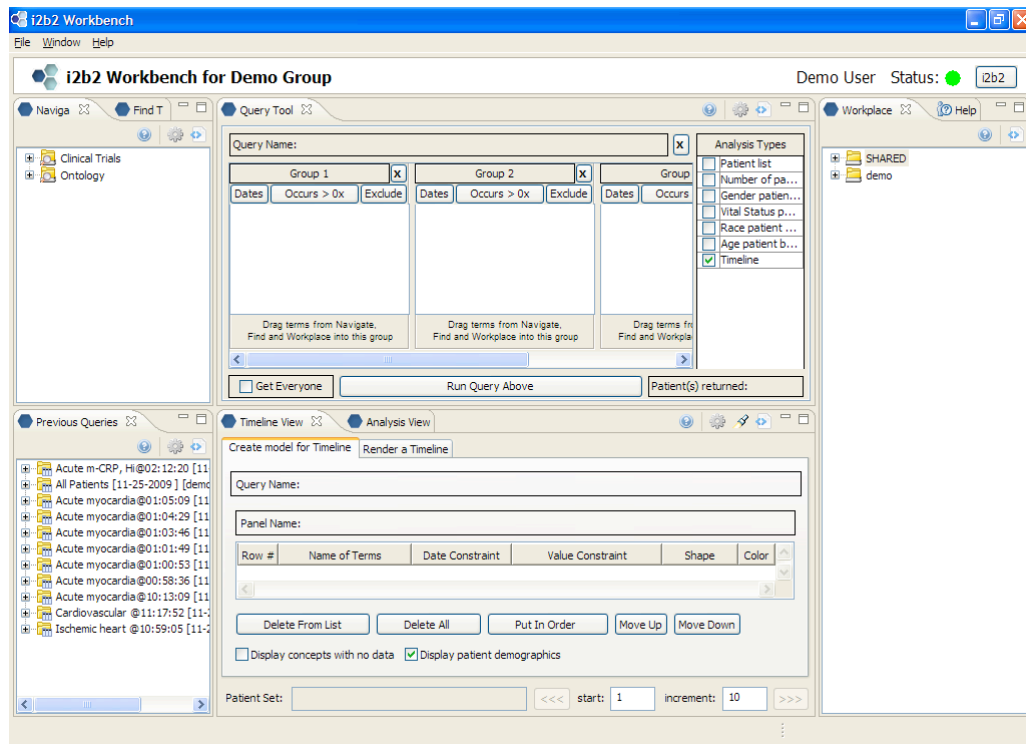 i2b2 Workbench
File Window Help
i2b2 Workbench for Demo Group
Demo User Status: i2b2
Naviga
Find T
Clinical Trials
Ontology
Query Tool
Query Name: x
Group 1 x
Dates Occurs > 0x Exclude
Drag terms from Navigate,
Find and Workplace into this group
Group 2 x
Dates Occurs > 0x Exclude
Drag terms from Navigate,
Find and Workplace into this group
Group
Dates Occurs
Drag terms fr
Find and Workpla
Analysis Types
Patient list
Number of pa...
Gender patien...
Vital Status p...
Race patient ...
Age patient b...
Timeline
Get Everyone
Run Query Above
Patient(s) returned:
Workplace
Help
SHARED
demo
Previous Queries
Acute m-CRP, Hi@02:12:20 [11-
All Patients [11-25-2009 ] [demo
Acute myocardia@01:05:09 [11
Acute myocardia@01:04:29 [11
Acute myocardia@01:03:46 [11
Acute myocardia@01:01:49 [11
Acute myocardia@01:00:53 [11
Acute myocardia@00:58:36 [11
Acute myocardia@10:13:09 [11
Cardiovascular @11:17:52 [11-2
Ischemic heart @10:59:05 [11-2
Timeline View
Analysis View
Create model for Timeline
Render a Timeline
Query Name:
Panel Name:
Row # Name of Terms Date Constraint Value Constraint Shape Color
Delete From List Delete All Put In Order Move Up Move Down
Display concepts with no data Display patient demographics
Patient Set: <<< start: 1 increment: 10 >>>